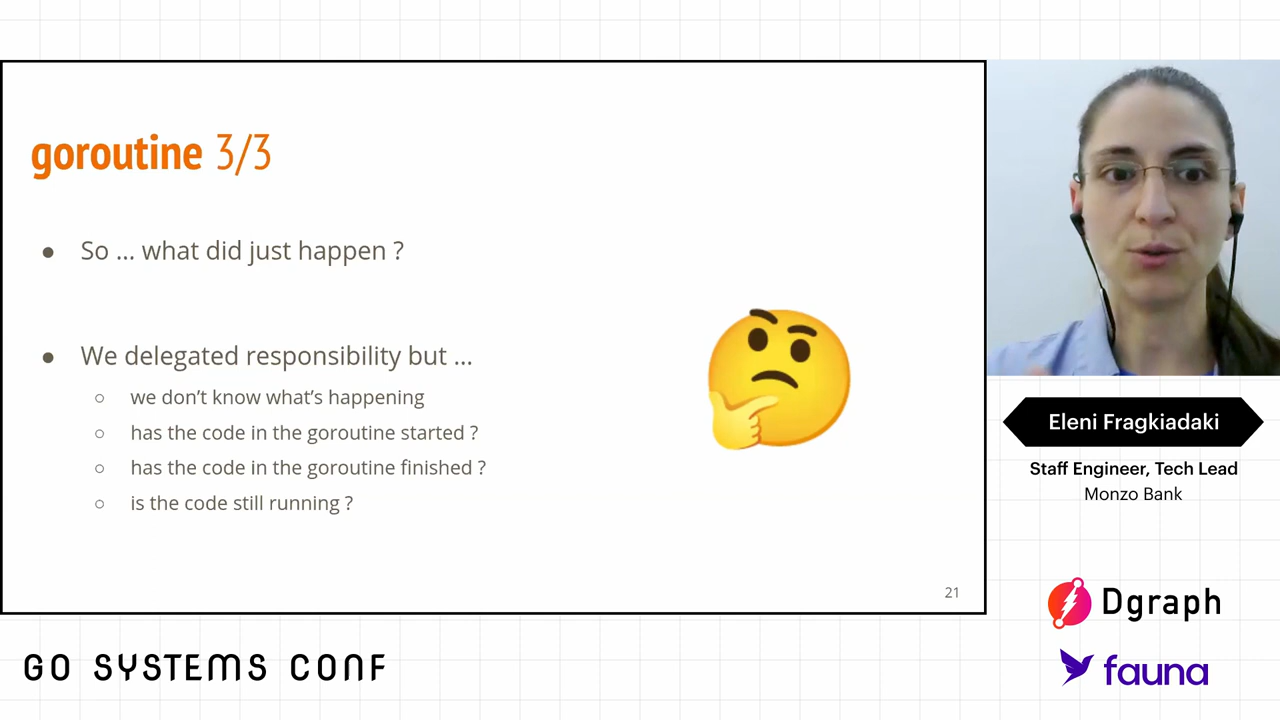 goroutine 3/3
So ... what did just happen ?
We delegated responsibility but ...
we don't know what's happening
has the code in the goroutine started ?
has the code in the goroutine finished ?
is the code still running ?
21
Eleni Fragkiadaki
Staff Engineer, Tech Lead
Monzo Bank
Dgraph
fauna
GO SYSTEMS CONF